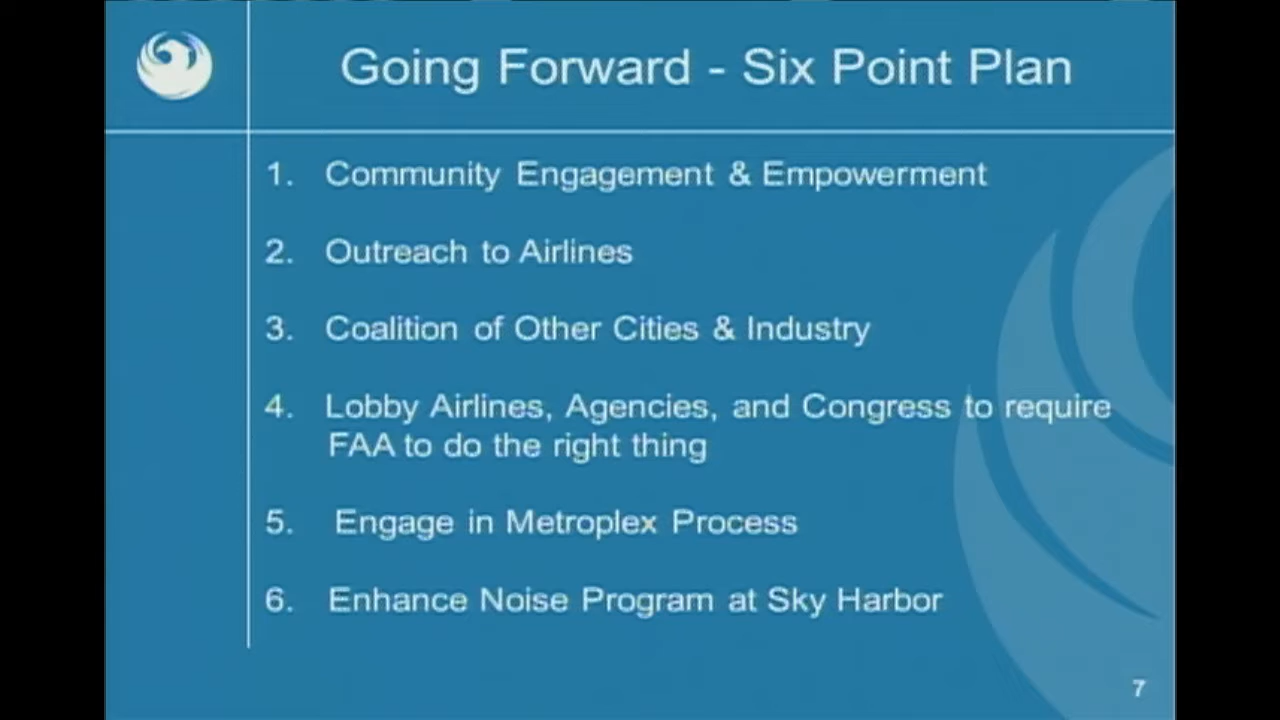 Going Forward - Six Point Plan
1. Community Engagement & Empowerment
2. Outreach to Airlines
3. Coalition of Other Cities & Industry
4. Lobby Airlines, Agencies, and Congress to require
FAA to do the right thing
5. Engage in Metroplex Process
6. Enhance Noise Program at Sky Harbor
7